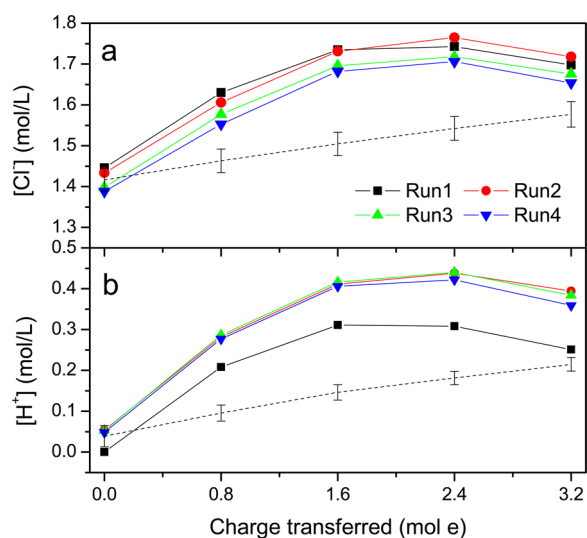 1.8
a
1.7
1.6
1.5
1.4
1.3
[Cl⁻] (mol/L)
Run1 Run2
Run3 Run4
0.5
b
0.4
0.3
0.2
0.1
0.0
[H⁺] (mol/L)
0.0 0.8 1.6 2.4 3.2
Charge transferred (mol e)